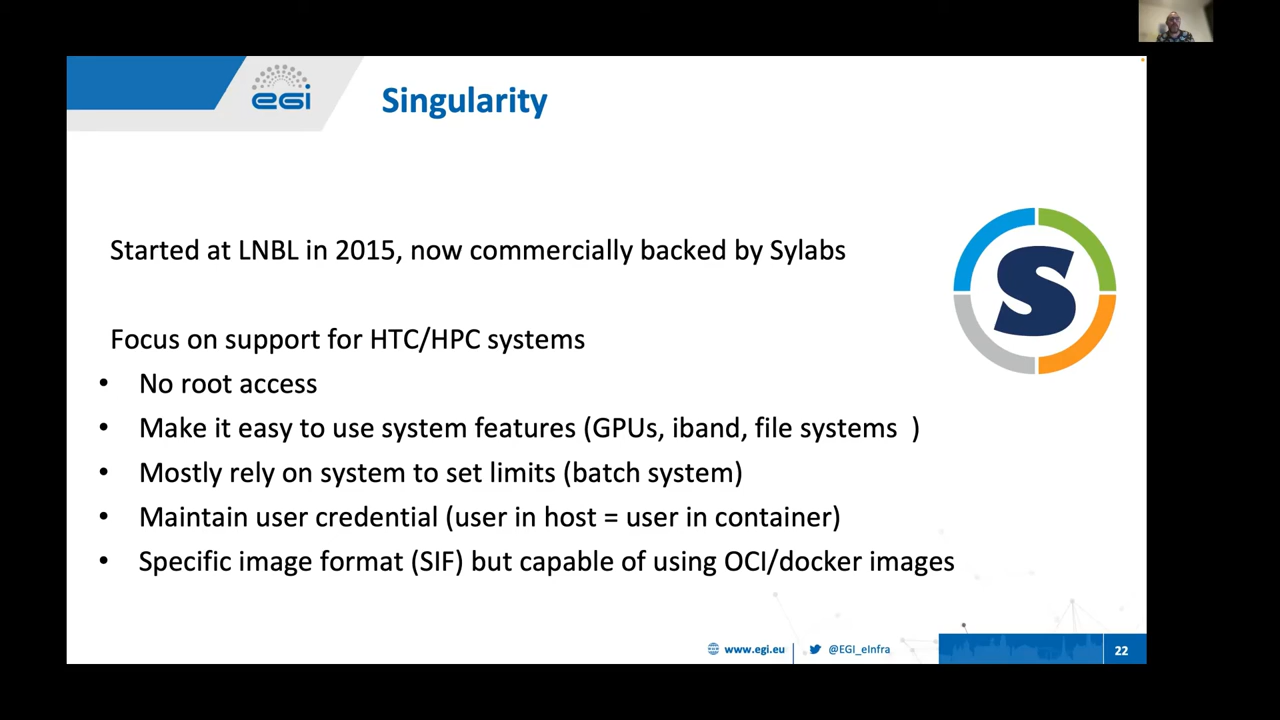 egi
Singularity
Started at LNBL in 2015, now commercially backed by Sylabs
S
Focus on support for HTC/HPC systems
• No root access
• Make it easy to use system features (GPUs, iband, file systems )
• Mostly rely on system to set limits (batch system)
• Maintain user credential (user in host = user in container)
• Specific image format (SIF) but capable of using OCI/docker images
www.egi.eu
@EGI_eInfra
22